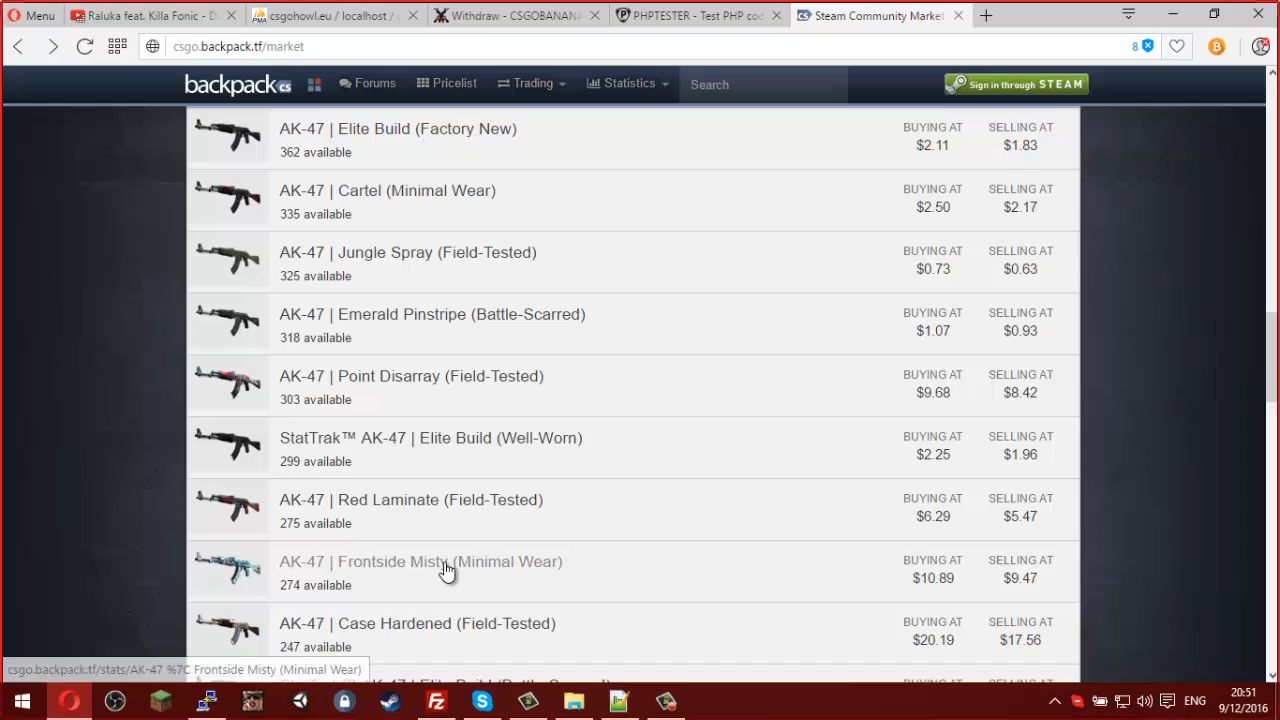 Menu
Raluka feat. Killa Fonic - D
csgohowl.eu / localhost /
Withdraw - CSGOBANANA
PHPTESTER - Test PHP cod
Steam Community Market
csgo.backpack.tf/market
8
backpack cs
Forums
Pricelist
Trading
Statistics
Search
Sign in through STEAM
AK-47 | Elite Build (Factory New)
362 available
BUYING AT
$2.11
SELLING AT
$1.83
AK-47 | Cartel (Minimal Wear)
335 available
BUYING AT
$2.50
SELLING AT
$2.17
AK-47 | Jungle Spray (Field-Tested)
325 available
BUYING AT
$0.73
SELLING AT
$0.63
AK-47 | Emerald Pinstripe (Battle-Scarred)
318 available
BUYING AT
$1.07
SELLING AT
$0.93
AK-47 | Point Disarray (Field-Tested)
303 available
BUYING AT
$9.68
SELLING AT
$8.42
StatTrak™ AK-47 | Elite Build (Well-Worn)
299 available
BUYING AT
$2.25
SELLING AT
$1.96
AK-47 | Red Laminate (Field-Tested)
275 available
BUYING AT
$6.29
SELLING AT
$5.47
AK-47 | Frontside Misty (Minimal Wear)
274 available
BUYING AT
$10.89
SELLING AT
$9.47
AK-47 | Case Hardened (Field-Tested)
247 available
BUYING AT
$20.19
SELLING AT
$17.56
csgo.backpack.tf/stats/AK-47 %7C Frontside Misty (Minimal Wear)
BUYING AT
SELLING AT
ENG
20:51
9/12/2016